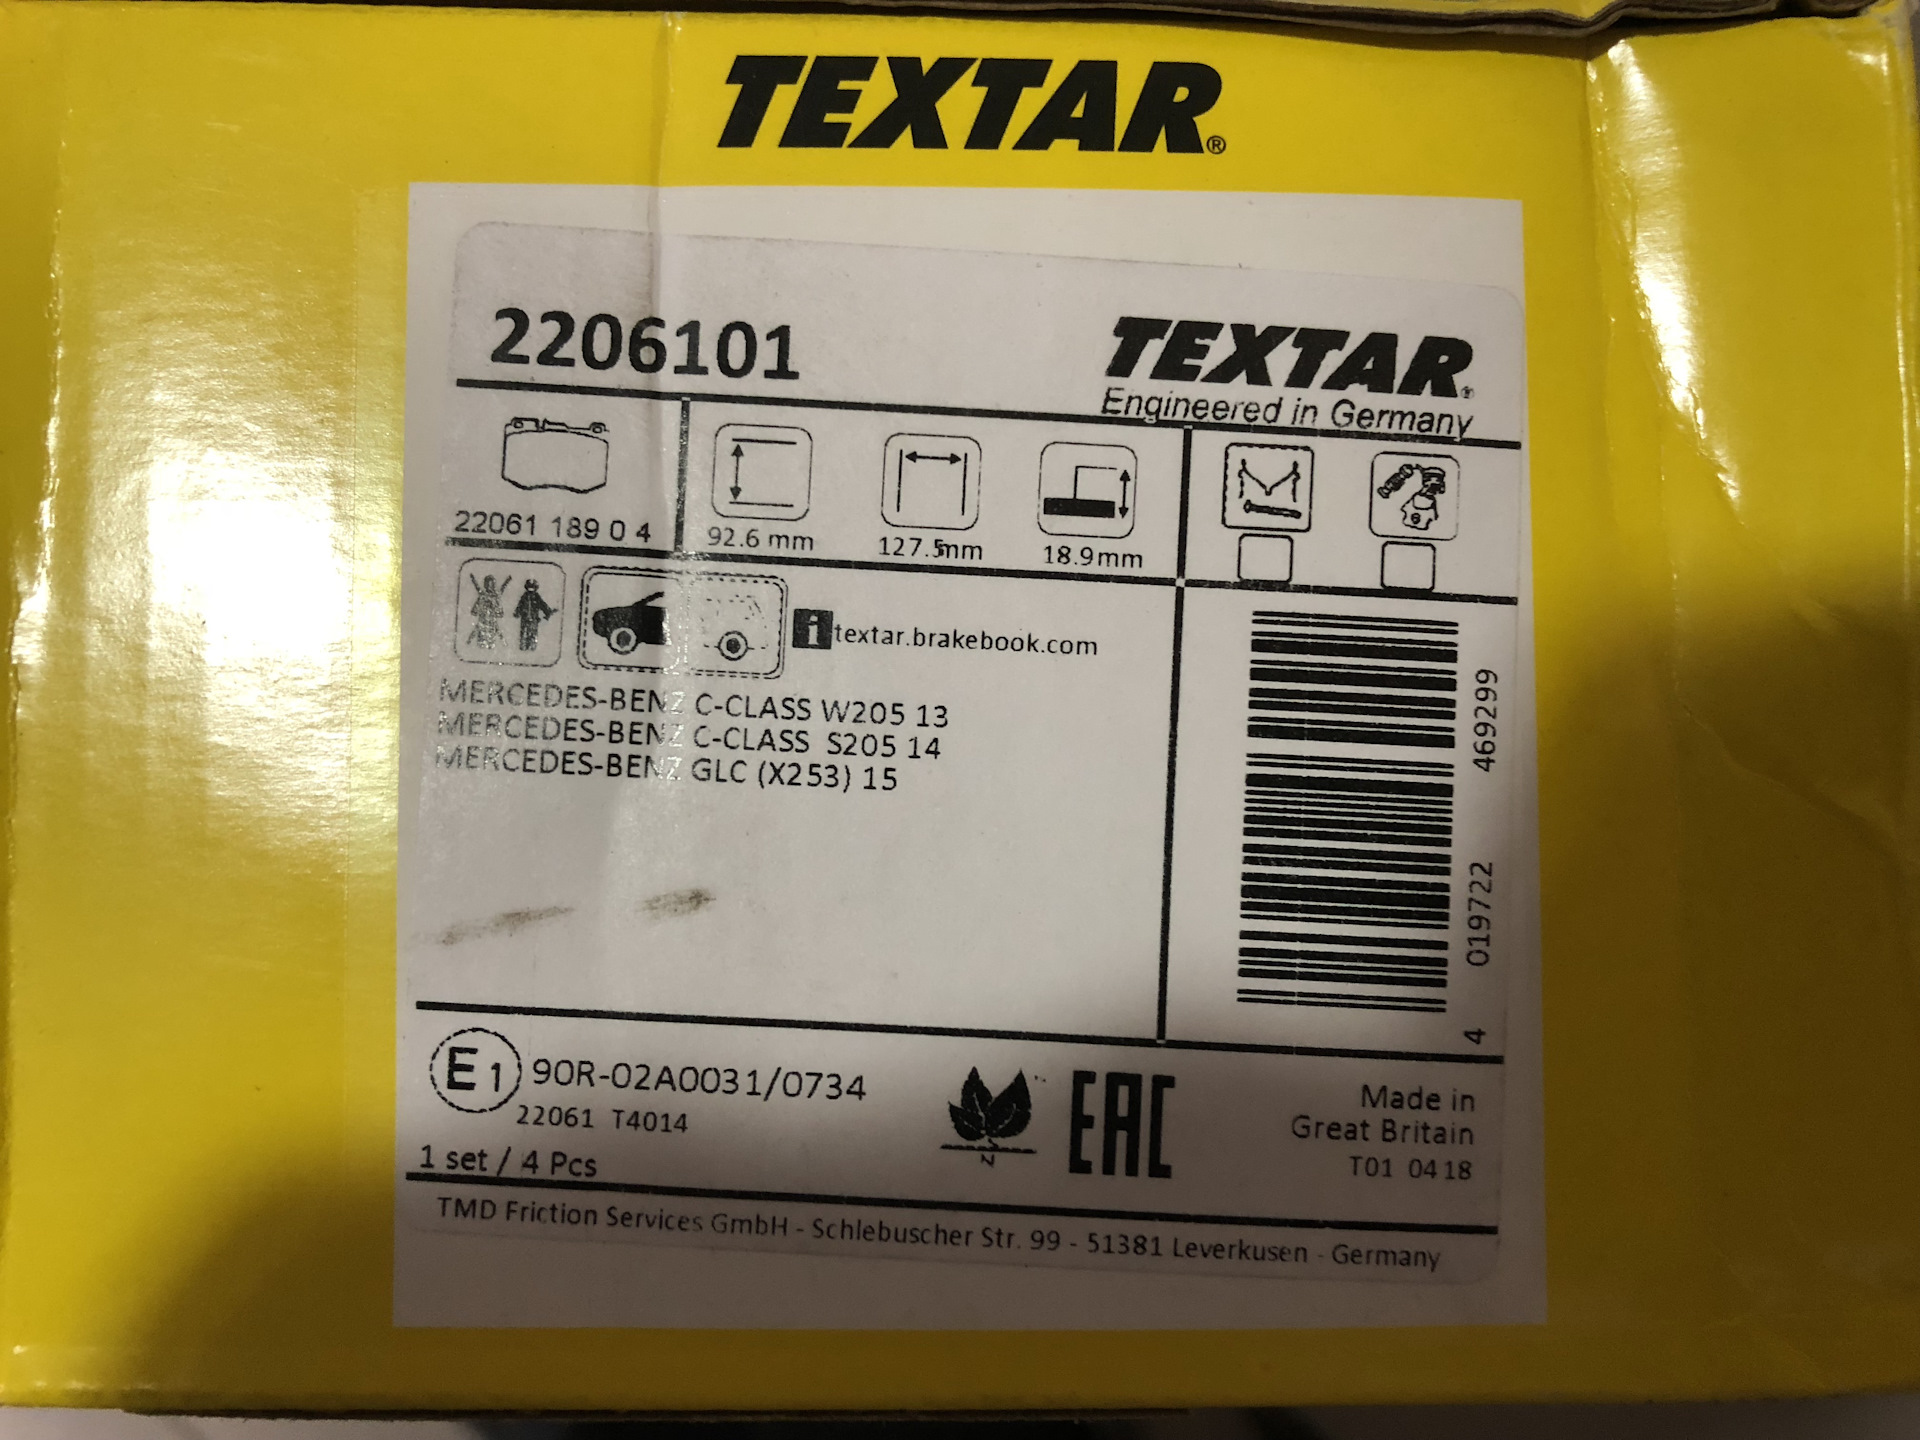 TEXTAR®
2206101
TEXTAR®
Engineered in Germany
22061 189 0 4
92.6 mm
127.5mm
18.9mm
i textar.brakebook.com
MERCEDES-BENZ C-CLASS W205 13
MERCEDES-BENZ C-CLASS S205 14
MERCEDES-BENZ GLC (X253) 15
4 019722 469299
E1 90R-02A0031/0734
22061 T4014
1 set / 4 Pcs
N
EAC
Made in
Great Britain
T01 0418
TMD Friction Services GmbH - Schlebuscher Str. 99 - 51381 Leverkusen - Germany